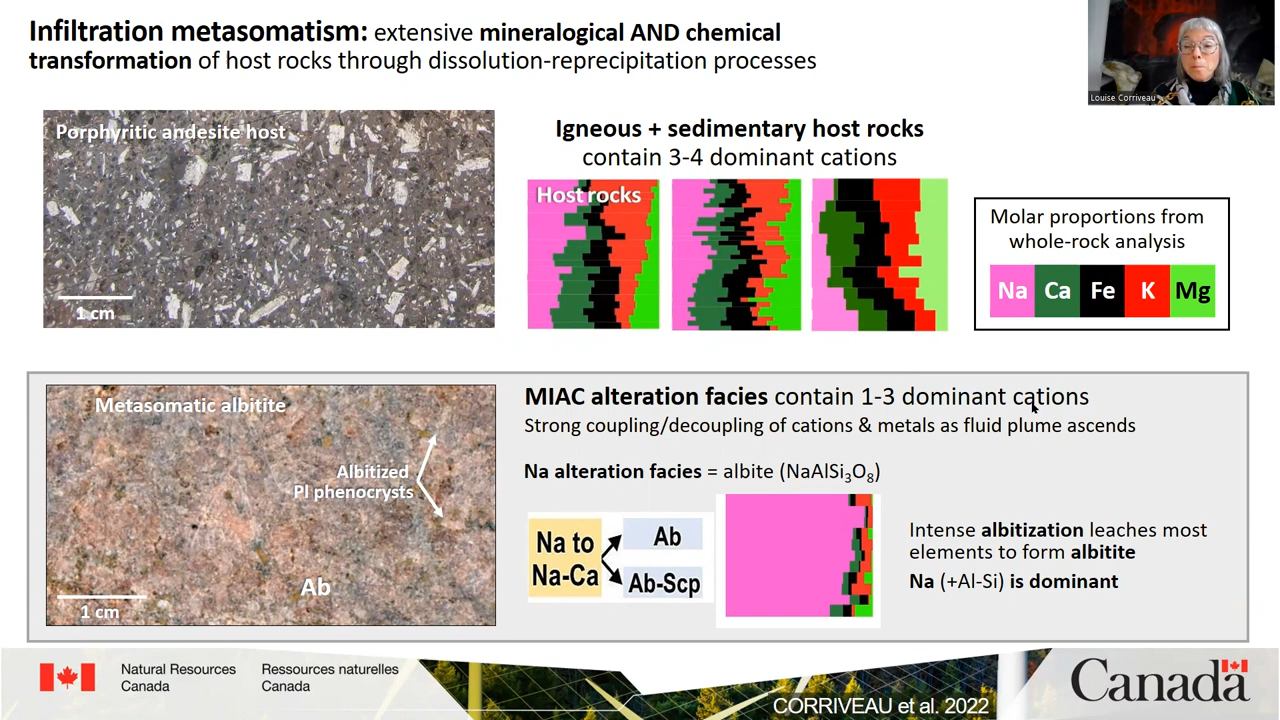 Infiltration metasomatism: extensive mineralogical AND chemical
transformation of host rocks through dissolution-reprecipitation processes
Louise Corriveau
Porphyritic andesite host
1 cm
Igneous + sedimentary host rocks
contain 3-4 dominant cations
Host rocks
Molar proportions from
whole-rock analysis
Na Ca Fe K Mg
Metasomatic albitite
Albitized
Pl phenocrysts
Ab
1 cm
MIAC alteration facies contain 1-3 dominant cations
Strong coupling/decoupling of cations & metals as fluid plume ascends
Na alteration facies = albite (NaAlSi₃O₈)
Na to
Na-Ca
Ab
Ab-Scp
Intense albitization leaches most
elements to form albitite
Na (+Al-Si) is dominant
Natural Resources
Canada
Ressources naturelles
Canada
CORRIVEAU et al. 2022
Canada